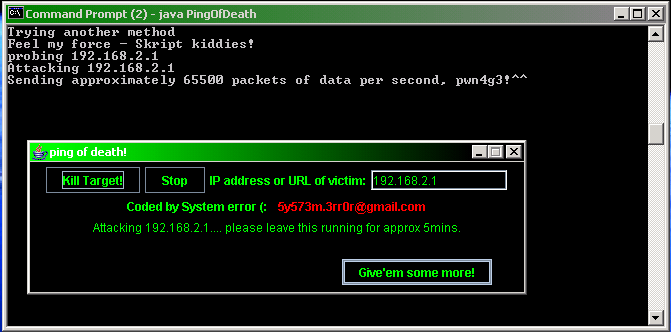 Command Prompt (2) - java PingOfDeath
Trying another method
Feel my force - Skript kiddies!
probing 192.168.2.1
Attacking 192.168.2.1
Sending approximately 65500 packets of data per second, pwn4g3!^^
ping of death!
Kill Target! Stop IP address or URL of victim: 192.168.2.1
Coded by System error (: 5y573m.3rr0r@gmail.com
Attacking 192.168.2.1.... please leave this running for approx 5mins.
Give'em some more!